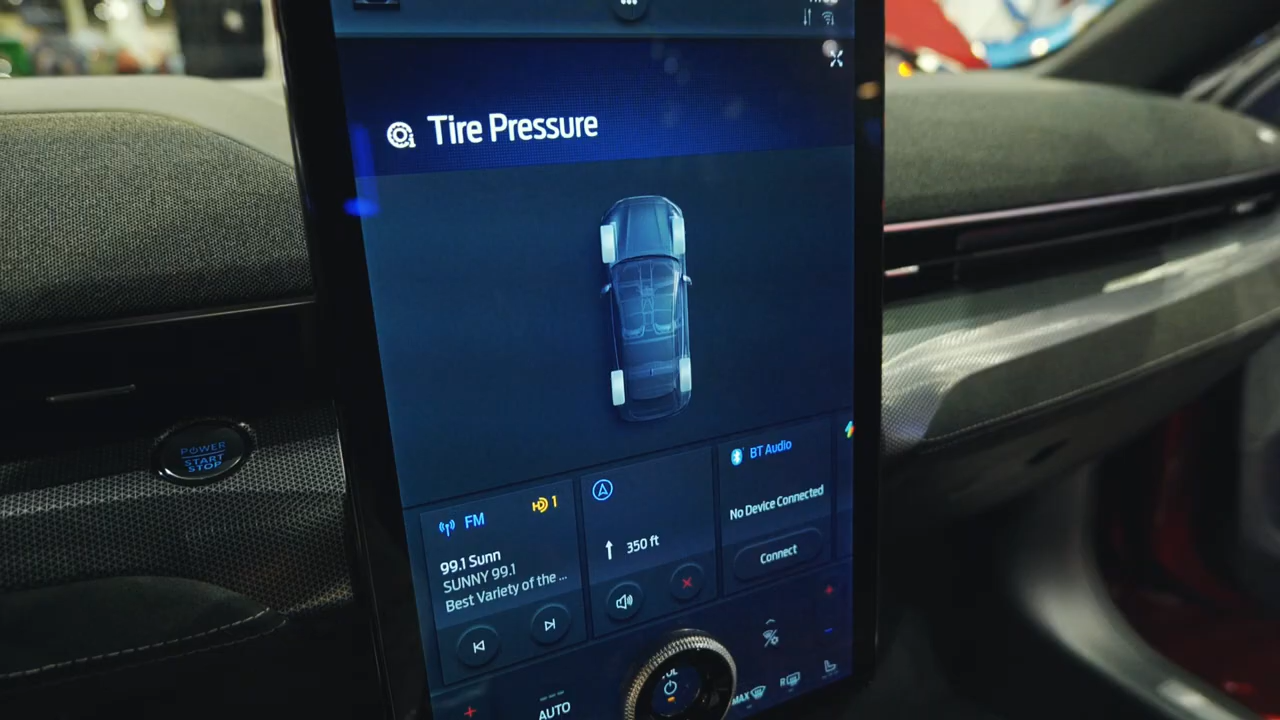 Tire Pressure
POWER
START
STOP
FM
HD 1
99.1 Sunn
SUNNY 99.1
Best Variety of the ...
350 ft
BT Audio
No Device Connected
Connect
AUTO
MAX
R